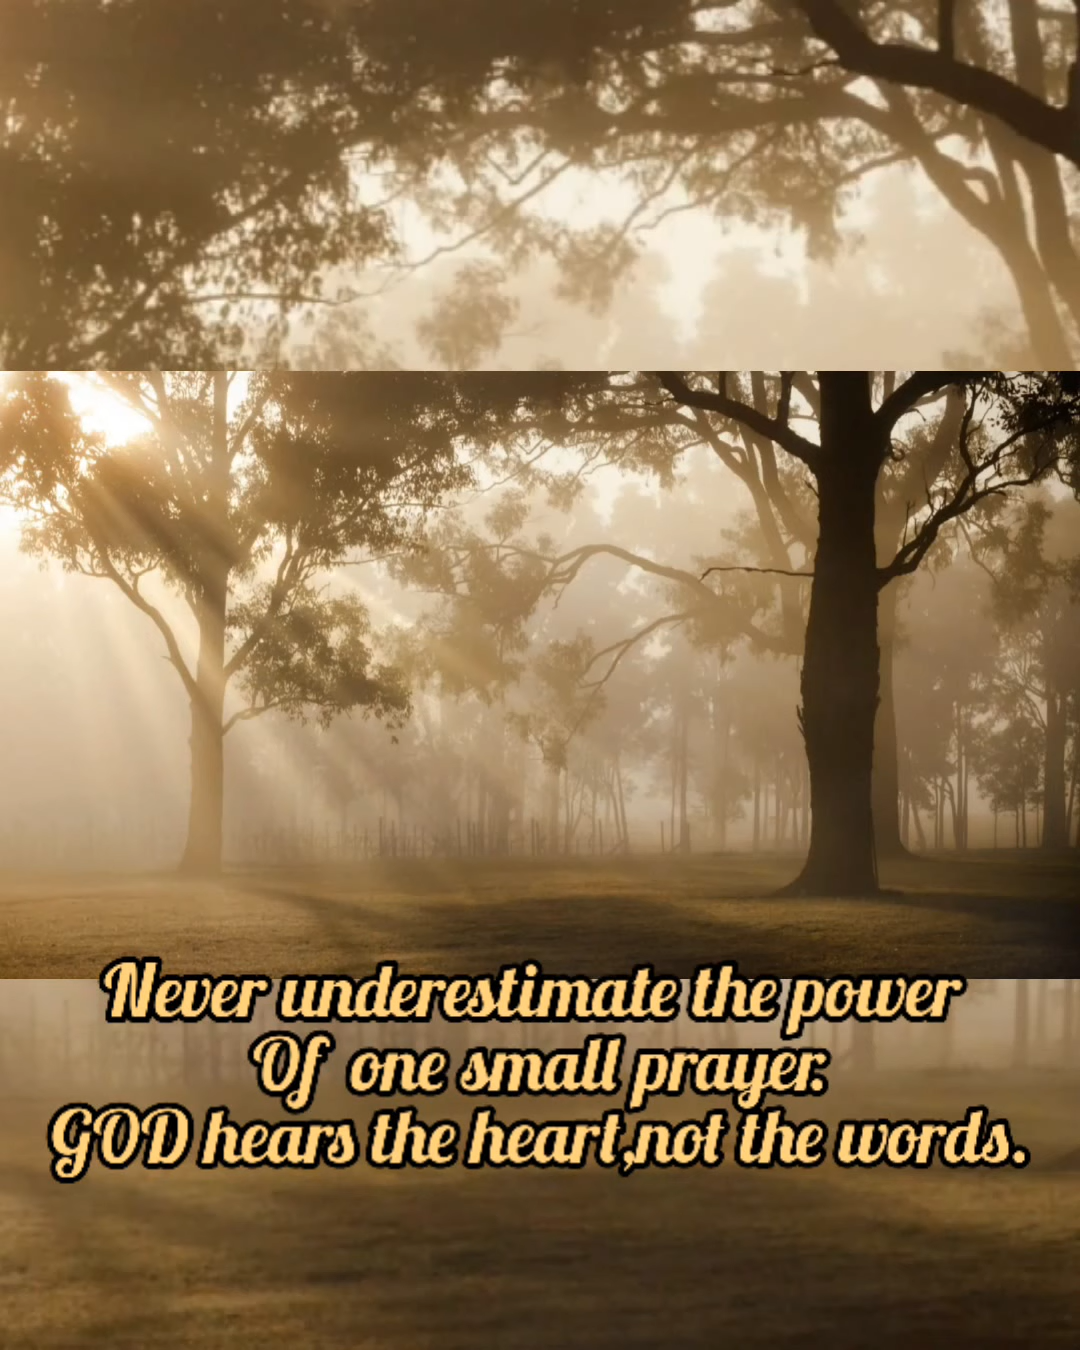 Never underestimate the power
Of one small prayer.
GOD hears the heart,not the words.